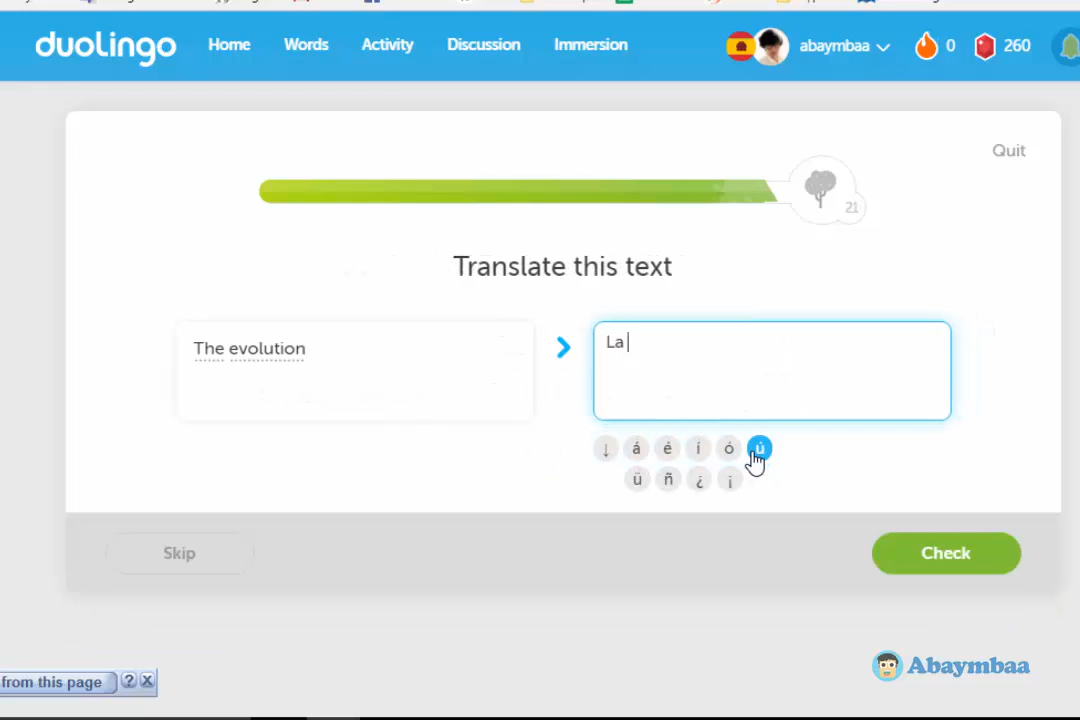 duolingo Home Words Activity Discussion Immersion abaymbaa 0 260
Quit
21
Translate this text
The evolution
La
↓ á é í ó ú
ü ñ ¿ ¡
Skip
Check
Abaymbaa
from this page ? X